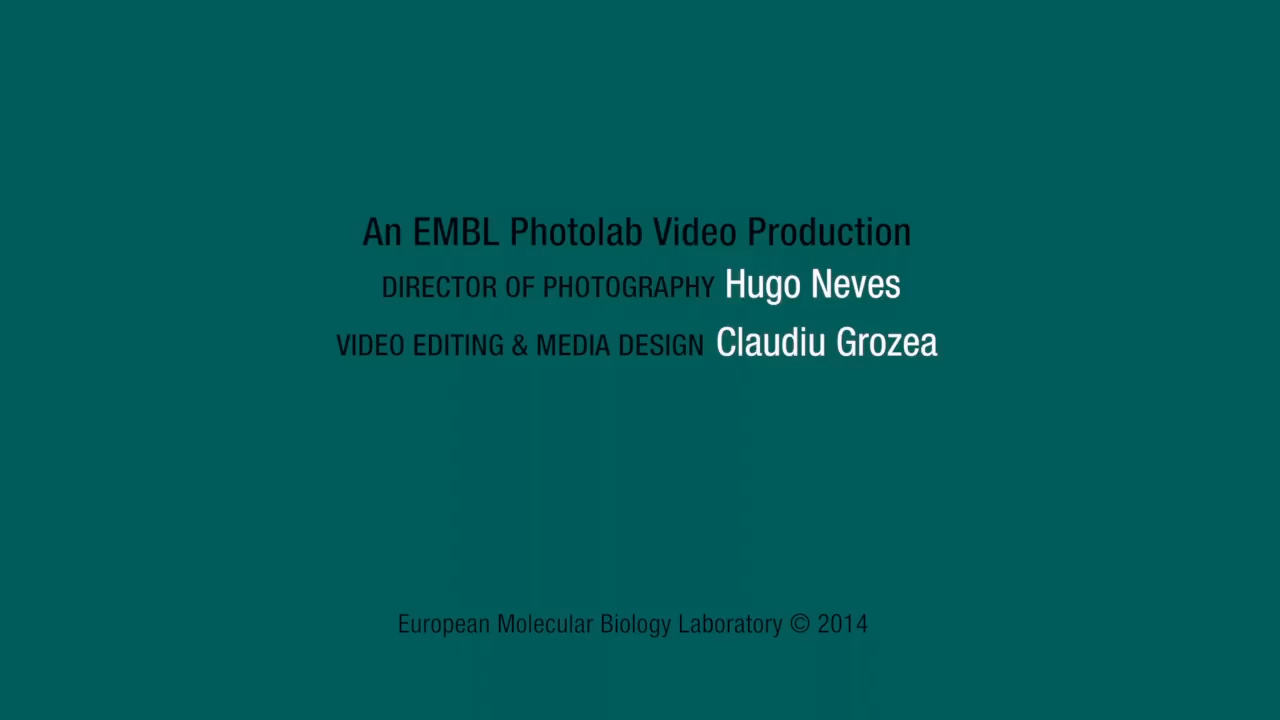 An EMBL Photolab Video Production
DIRECTOR OF PHOTOGRAPHY Hugo Neves
VIDEO EDITING & MEDIA DESIGN Claudiu Grozea
European Molecular Biology Laboratory © 2014